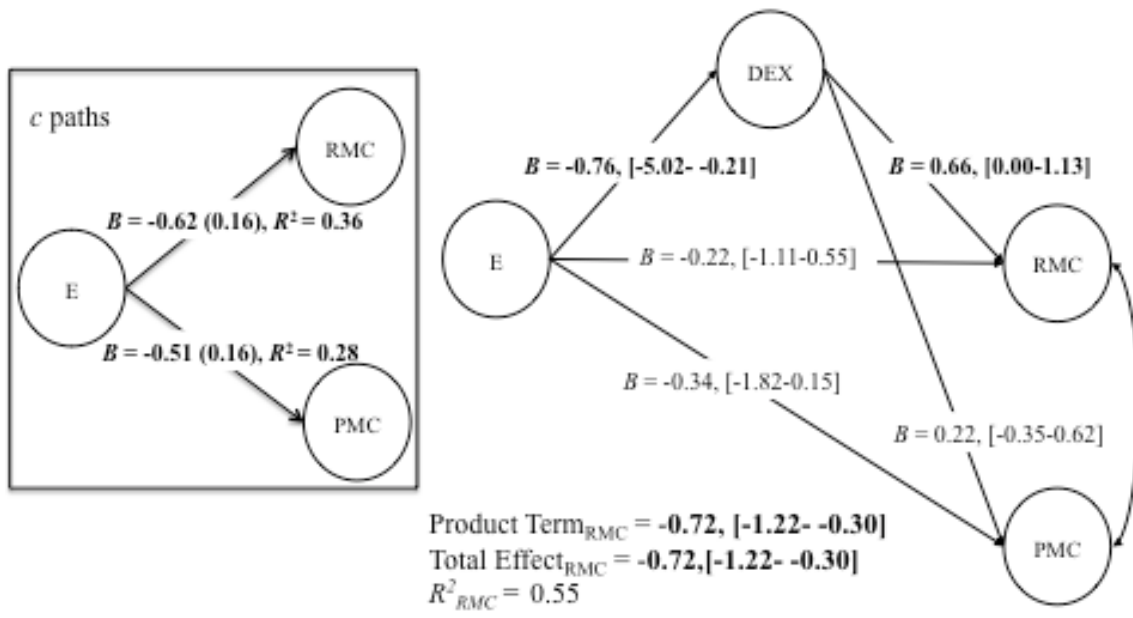 c paths
RMC
B = -0.62 (0.16), R² = 0.36
E
B = -0.51 (0.16), R² = 0.28
PMC
DEX
B = -0.76, [-5.02- -0.21]
B = 0.66, [0.00-1.13]
E
B = -0.22, [-1.11-0.55]
RMC
B = -0.34, [-1.82-0.15]
B = 0.22, [-0.35-0.62]
PMC
Product Term_RMC = -0.72, [-1.22- -0.30]
Total Effect_RMC = -0.72,[-1.22- -0.30]
R²_RMC = 0.55